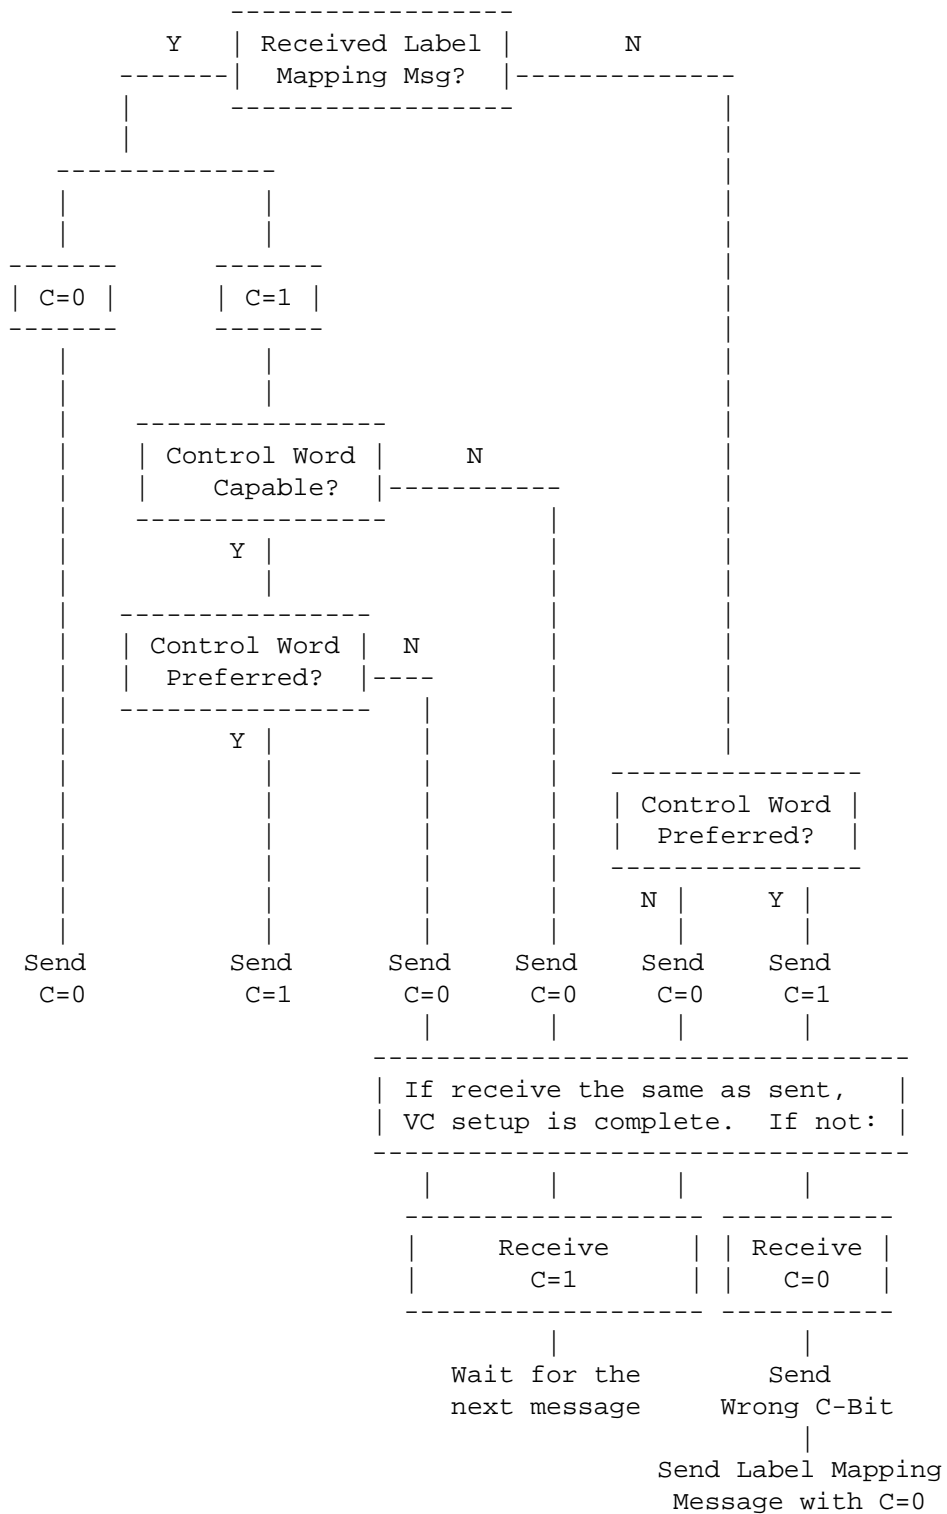 Y Received Label N
Mapping Msg?
C=0 C=1
Control Word N
Capable?
Y
Control Word N
Preferred?
Y
Control Word
Preferred?
N Y
Send Send Send Send Send Send
C=0 C=1 C=0 C=0 C=0 C=1
If receive the same as sent,
VC setup is complete. If not:
Receive Receive
C=1 C=0
Wait for the Send
next message Wrong C-Bit
Send Label Mapping
Message with C=0